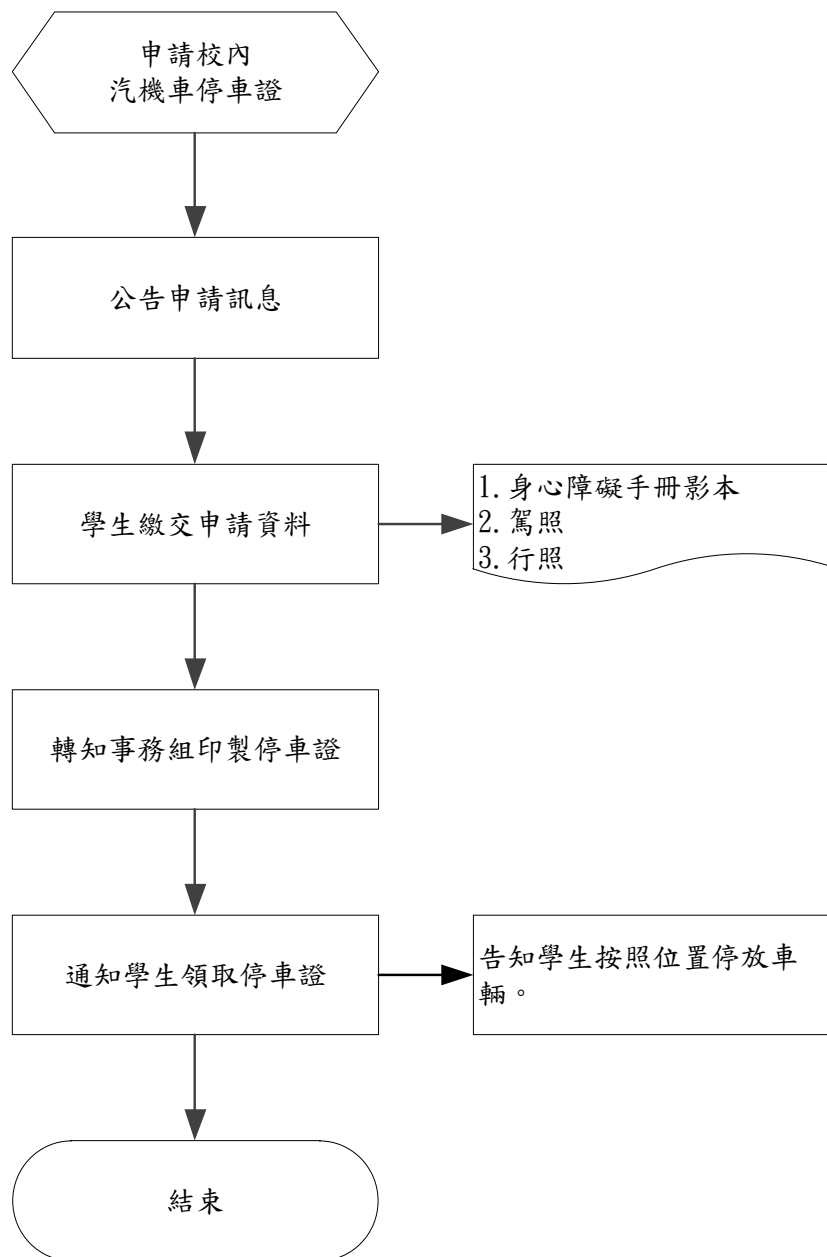 申請校內
汽機車停車證
公告申請訊息
學生繳交申請資料
1.身心障礙手冊影本
2.駕照
3.行照
轉知事務組印製停車證
通知學生領取停車證
告知學生按照位置停放車
輛。
結束